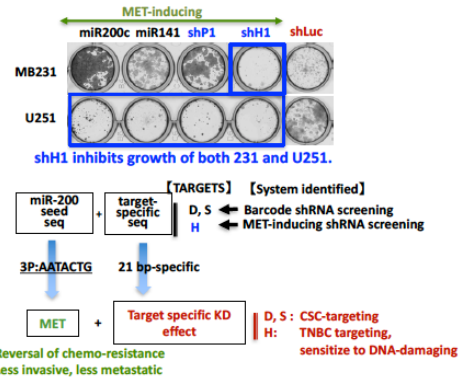 MET-inducing
miR200c miR141 shP1 shH1 shLuc
MB231
U251
shH1 inhibits growth of both 231 and U251.
miR-200 seed seq + target-specific seq
【TARGETS】 【System identified】
D, S Barcode shRNA screening
H MET-inducing shRNA screening
3P:AATACTG 21 bp-specific
MET + Target specific KD effect
D, S : CSC-targeting
H: TNBC targeting,
sensitize to DNA-damaging
Reversal of chemo-resistance
Less invasive, less metastatic